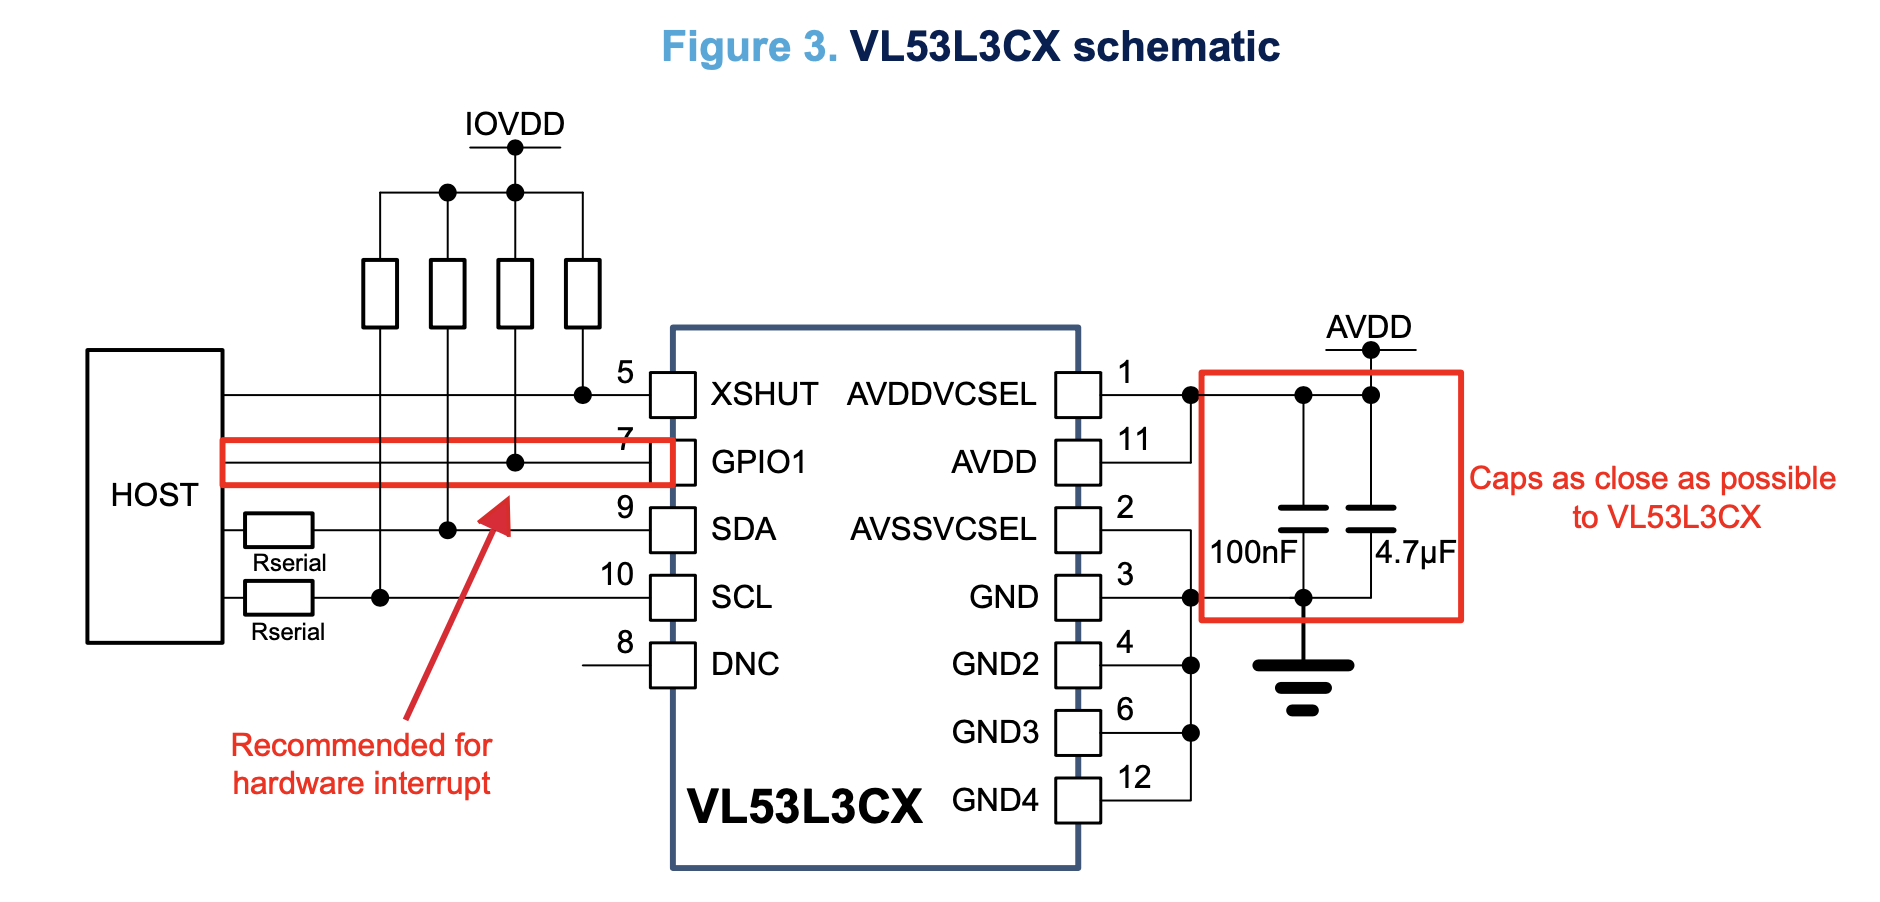 Figure 3. VL53L3CX schematic
IOVDD
HOST
Rserial
Rserial
5
XSHUT
7
GPIO1
9
SDA
10
SCL
8
DNC
AVDDVCSEL
1
AVDD
11
AVSSVCSEL
2
GND
3
GND2
4
GND3
6
GND4
12
VL53L3CX
AVDD
100nF
4.7µF
Caps as close as possible
to VL53L3CX
Recommended for
hardware interrupt